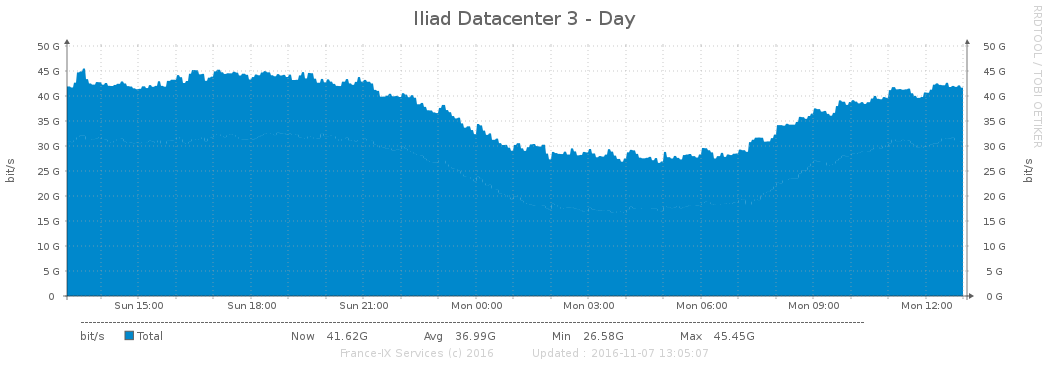 Iliad Datacenter 3 - Day
RRDTOOL / TOBI OETIKER
50 G 50 G
45 G 45 G
40 G 40 G
35 G 35 G
30 G 30 G
25 G 25 G
20 G 20 G
15 G 15 G
10 G 10 G
5 G 5 G
0 0 G
bit/s bit/s
Sun 15:00 Sun 18:00 Sun 21:00 Mon 00:00 Mon 03:00 Mon 06:00 Mon 09:00 Mon 12:00
bit/s Total Now 41.62G Avg 36.99G Min 26.58G Max 45.45G
France-IX Services (c) 2016 Updated : 2016-11-07 13:05:07